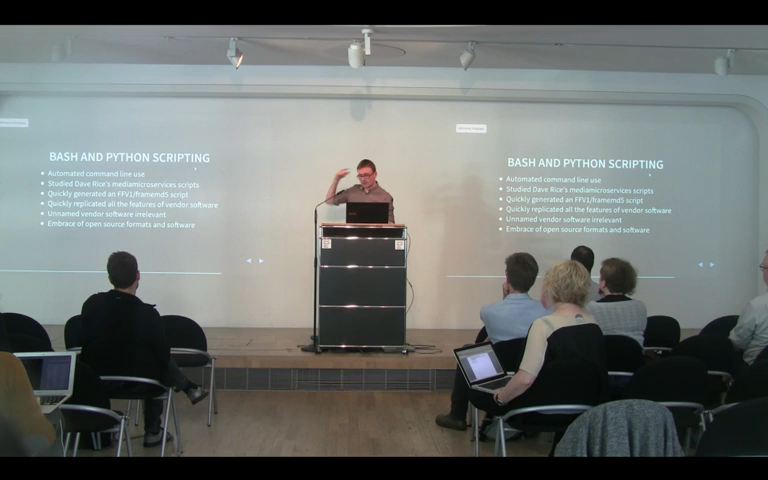 BASH AND PYTHON SCRIPTING
Automated command line use
Studied Dave Rice's mediamicroservices scripts
Quickly generated an FFV1/framemd5 script
Quickly replicated all the features of vendor software
Unnamed vendor software irrelevant
Embrace of open source formats and software
BASH AND PYTHON SCRIPTING
Automated command line use
Studied Dave Rice's mediamicroservices scripts
Quickly generated an FFV1/framemd5 script
Quickly replicated all the features of vendor software
Unnamed vendor software irrelevant
Embrace of open source formats and software